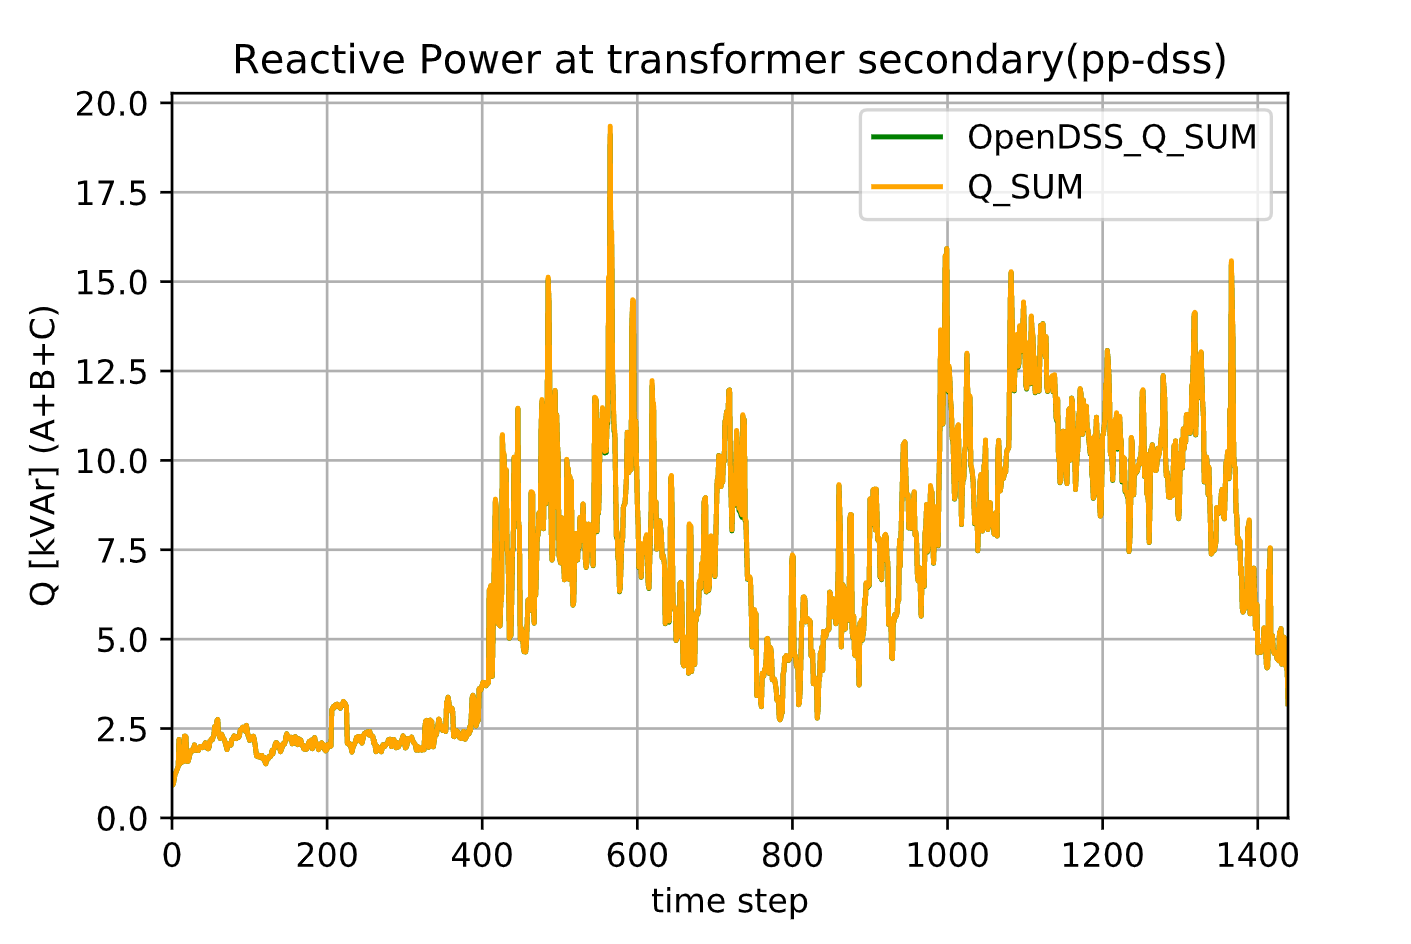 Reactive Power at transformer secondary(pp-dss)
20.0
17.5
15.0
12.5
10.0
7.5
5.0
2.5
0.0
Q [kVAr] (A+B+C)
OpenDSS_Q_SUM
Q_SUM
0 200 400 600 800 1000 1200 1400
time step